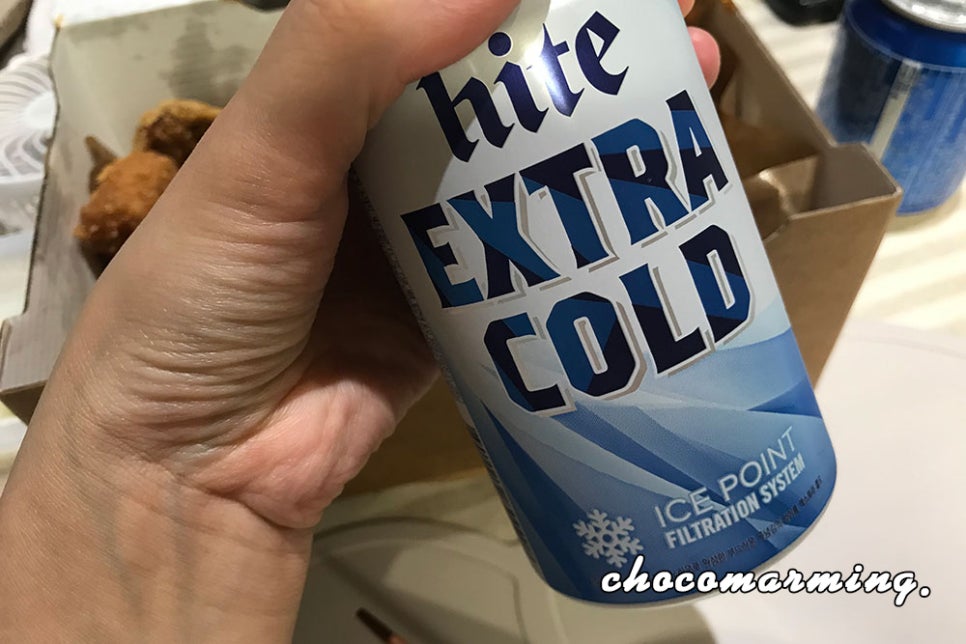 hite
EXTRA
COLD
ICE POINT
FILTRATION SYSTEM
chocomarming.